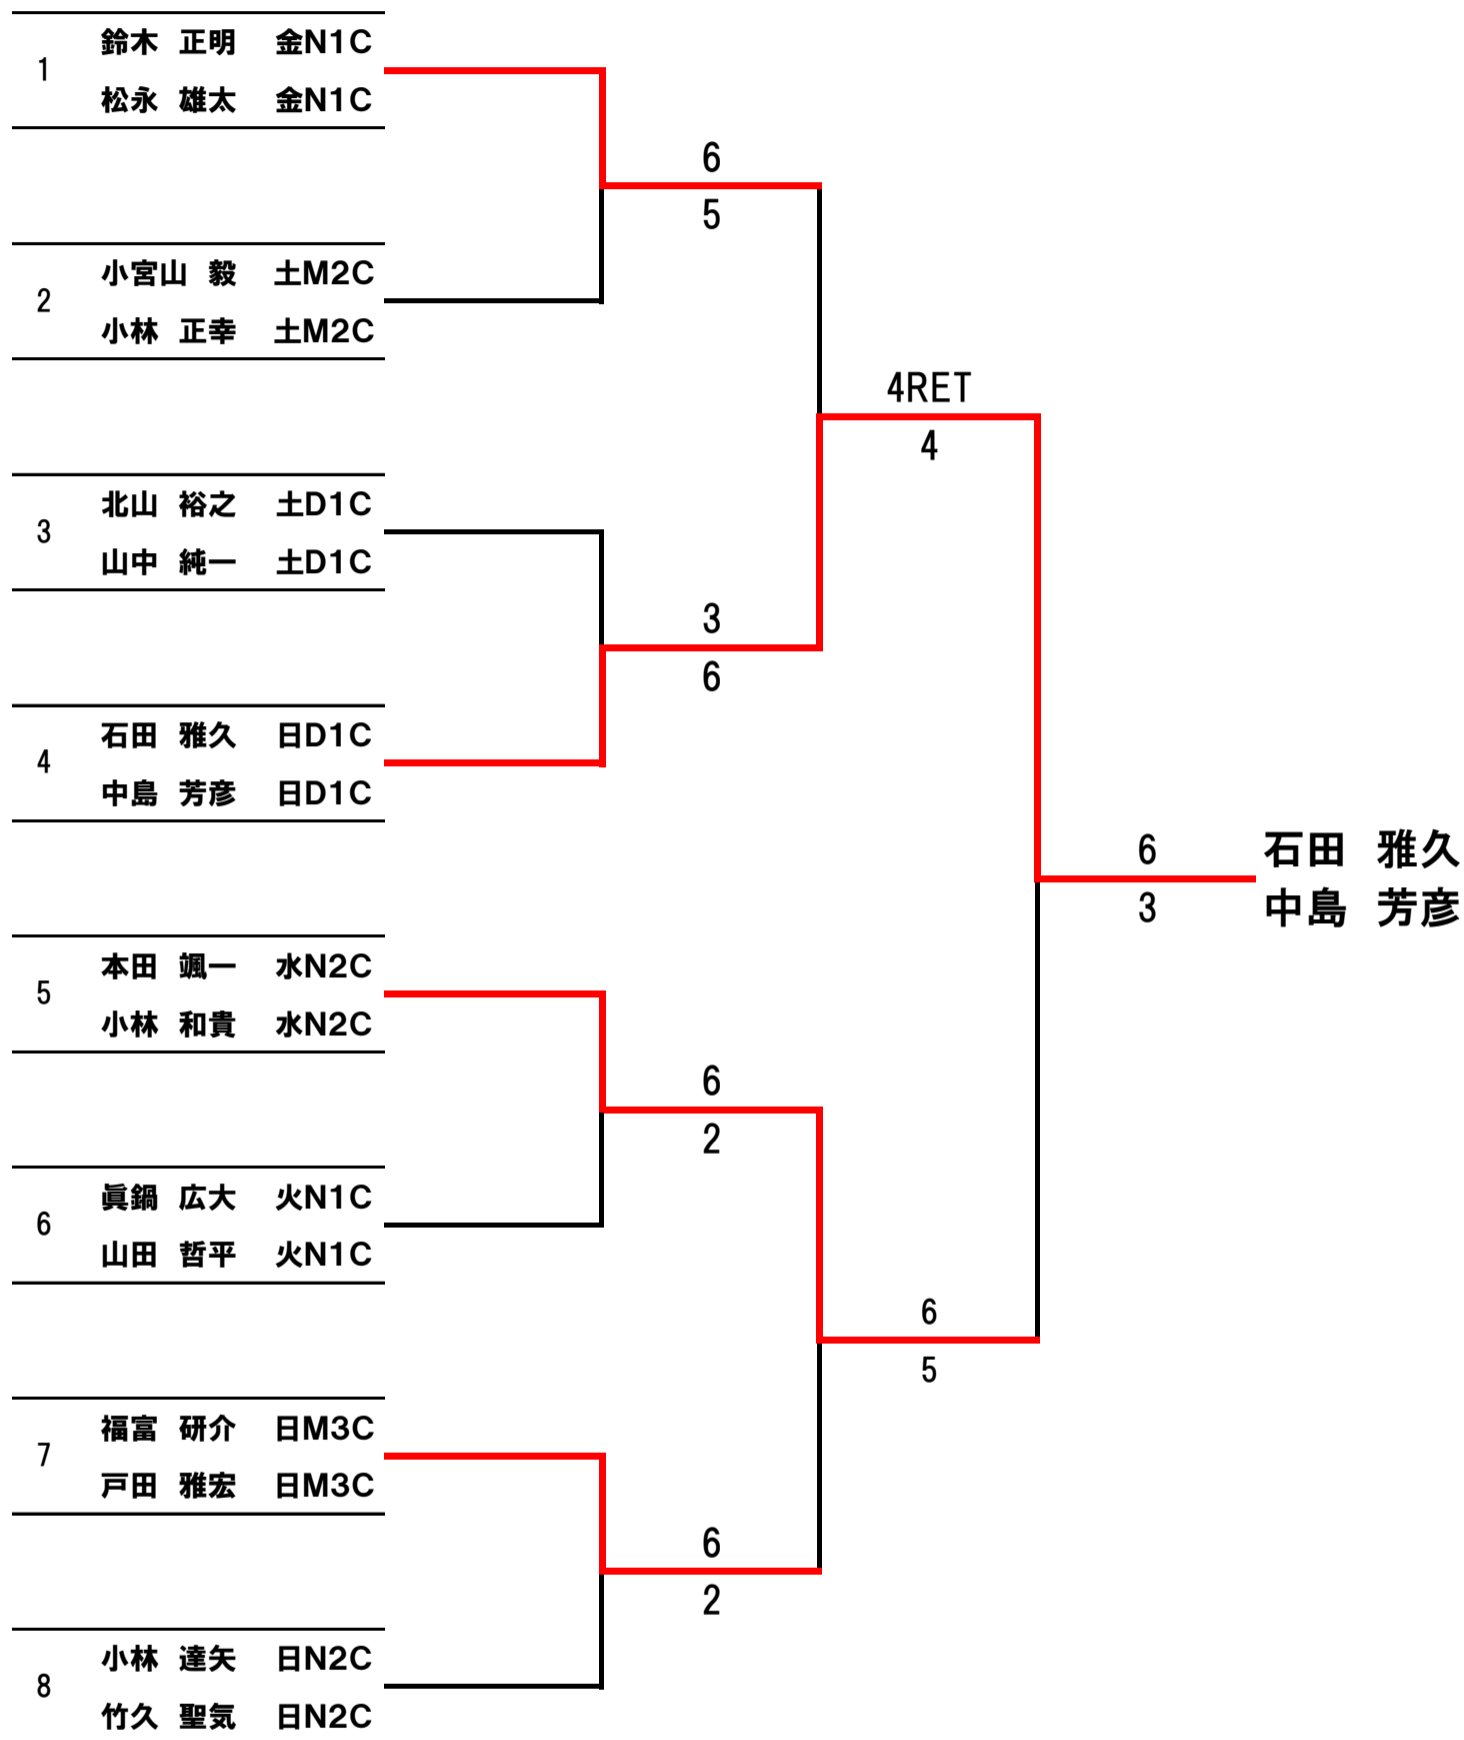 1
鈴木 正明 金N1C
松永 雄太 金N1C
2
小宮山 毅 土M2C
小林 正幸 土M2C
3
北山 裕之 土D1C
山中 純一 土D1C
4
石田 雅久 日D1C
中島 芳彦 日D1C
5
本田 颯一 水N2C
小林 和貴 水N2C
6
眞鍋 広大 火N1C
山田 哲平 火N1C
7
福富 研介 日M3C
戸田 雅宏 日M3C
8
小林 達矢 日N2C
竹久 聖気 日N2C
6
5
3
6
6
2
6
2
4RET
4
6
5
6
3
石田 雅久
中島 芳彦